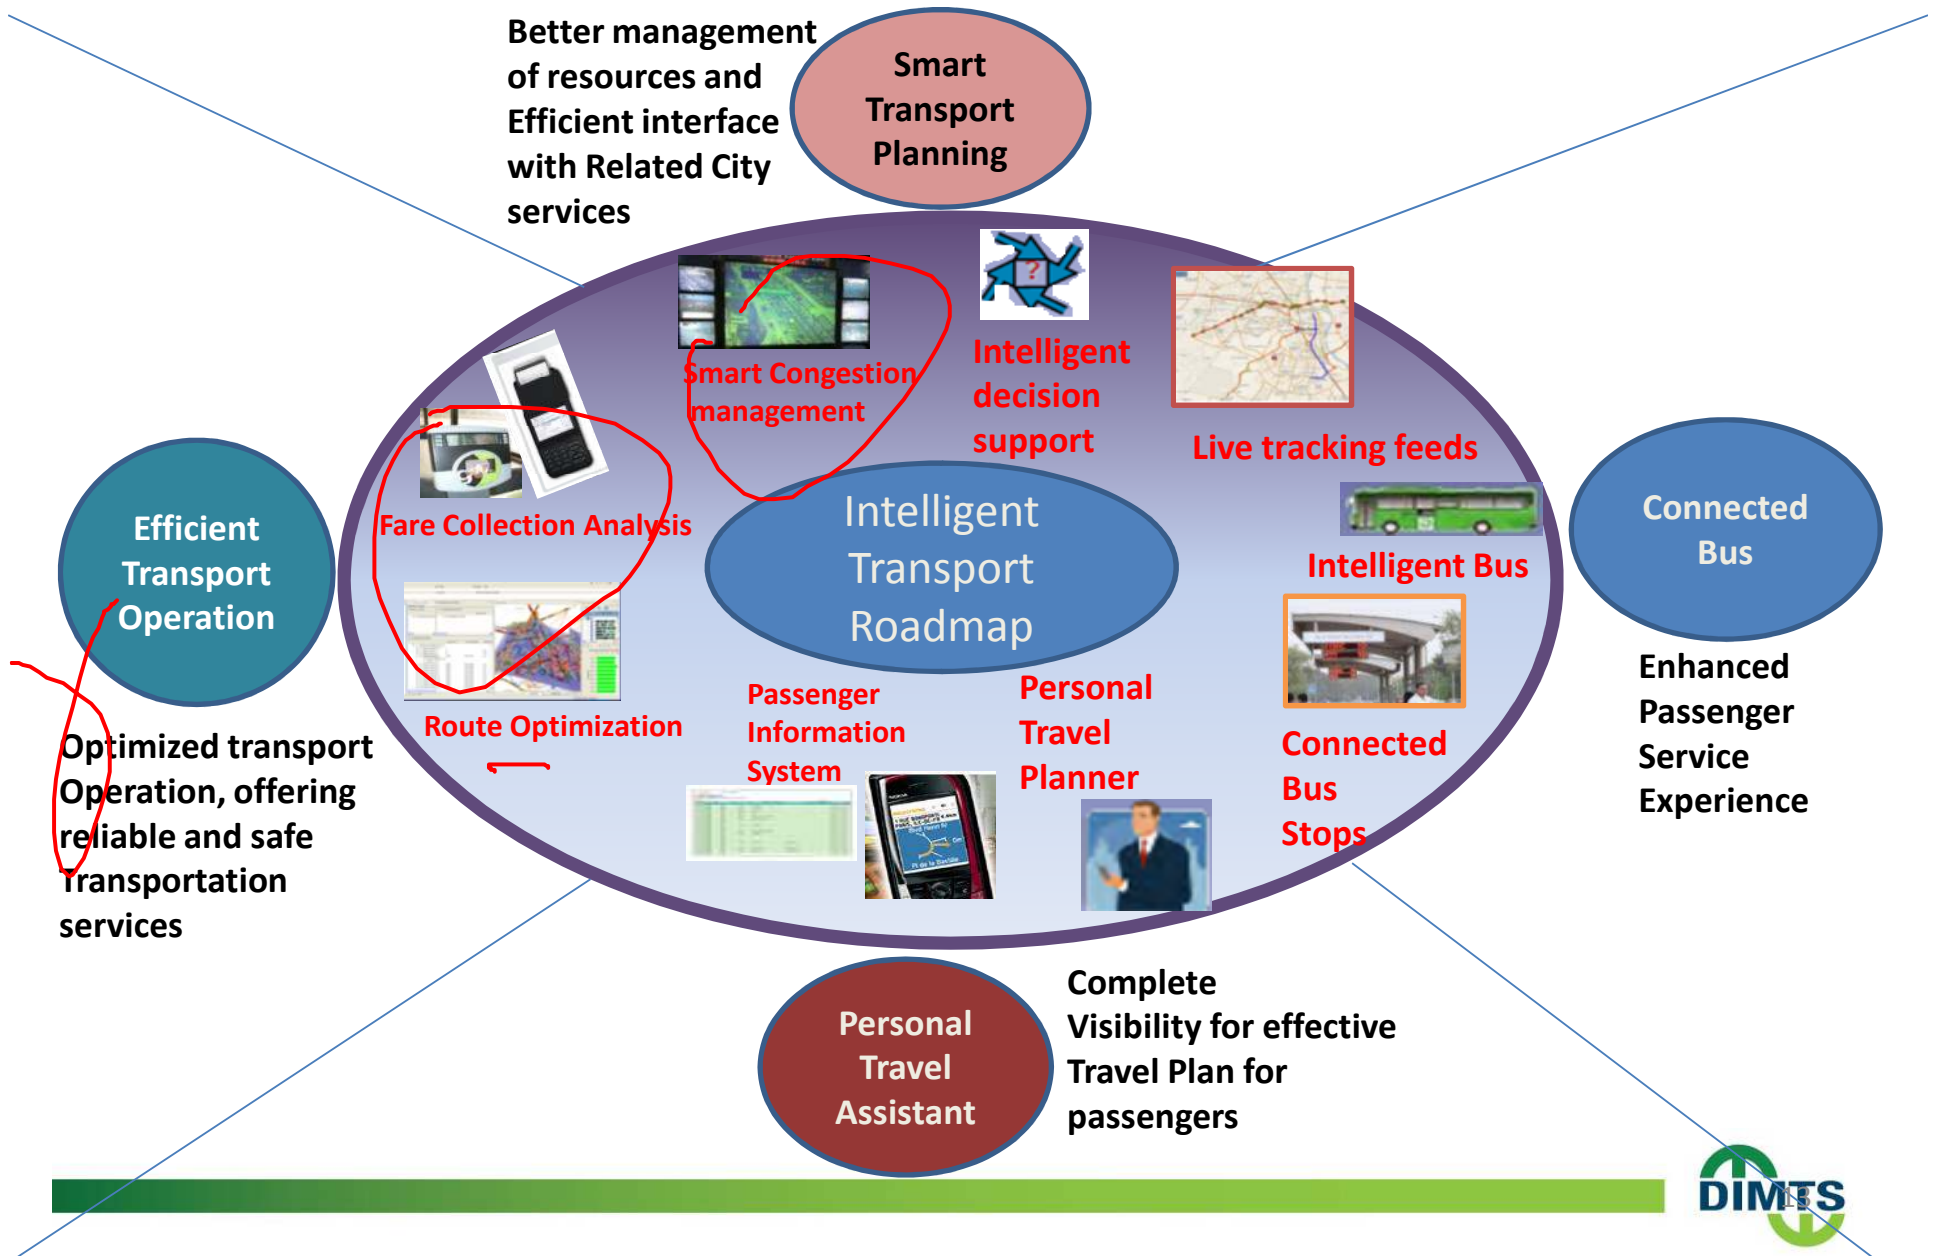 Better management
of resources and
Efficient interface
with Related City
services
Smart
Transport
Planning
Smart Congestion
management
Intelligent
decision
support
Live tracking feeds
Fare Collection Analysis
Efficient
Transport
Operation
Intelligent
Transport
Roadmap
Intelligent Bus
Connected
Bus
Route Optimization
Passenger
Information
System
Personal
Travel
Planner
Connected
Bus
Stops
Optimized transport
Operation, offering
reliable and safe
Transportation
services
Enhanced
Passenger
Service
Experience
Personal
Travel
Assistant
Complete
Visibility for effective
Travel Plan for
passengers
DIMTS
13